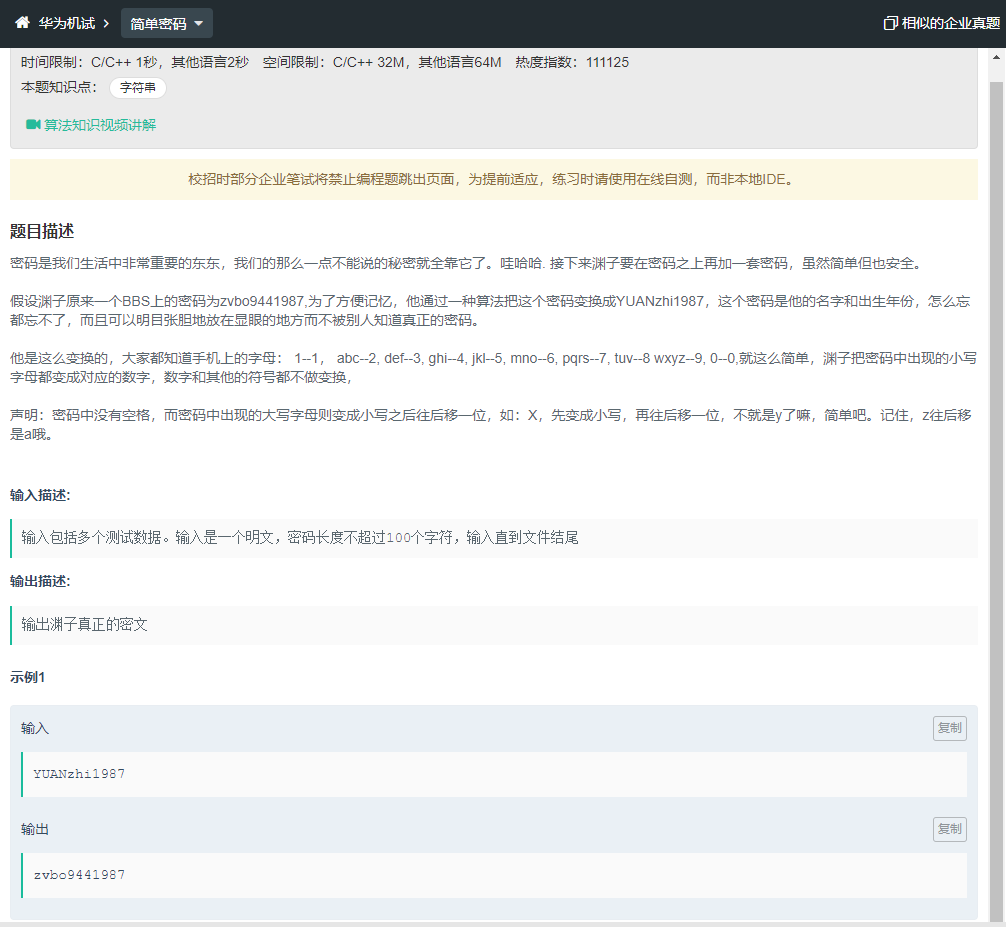 华为机试 > 简单密码 相似的企业真题
时间限制：C/C++ 1秒，其他语言2秒 空间限制：C/C++ 32M，其他语言64M 热度指数：111125
本题知识点： 字符串
算法知识视频讲解
校招时部分企业笔试将禁止编程题跳出页面，为提前适应，练习时请使用在线自测，而非本地IDE。
题目描述
密码是我们生活中非常重要的东东，我们的那么一点不能说的秘密就全靠它了。哇哈哈. 接下来渊子要在密码之上再加一套密码，虽然简单但也安全。
假设渊子原来一个BBS上的密码为zvbo9441987,为了方便记忆，他通过一种算法把这个密码变换成YUANzhi1987，这个密码是他的名字和出生年份，怎么忘
都忘不了，而且可以明目张胆地放在显眼的地方而不被别人知道真正的密码。
他是这么变换的，大家都知道手机上的字母： 1--1， abc--2, def--3, ghi--4, jkl--5, mno--6, pqrs--7, tuv--8 wxyz--9, 0--0,就这么简单，渊子把密码中出现的小写
字母都变成对应的数字，数字和其他的符号都不做变换，
声明：密码中没有空格，而密码中出现的大写字母则变成小写之后往后移一位，如：X，先变成小写，再往后移一位，不就是y了嘛，简单吧。记住，z往后移
是a哦。
输入描述:
输入包括多个测试数据。输入是一个明文，密码长度不超过100个字符，输入直到文件结尾
输出描述:
输出渊子真正的密文
示例1
输入 复制
YUANzhi1987
输出 复制
zvbo9441987